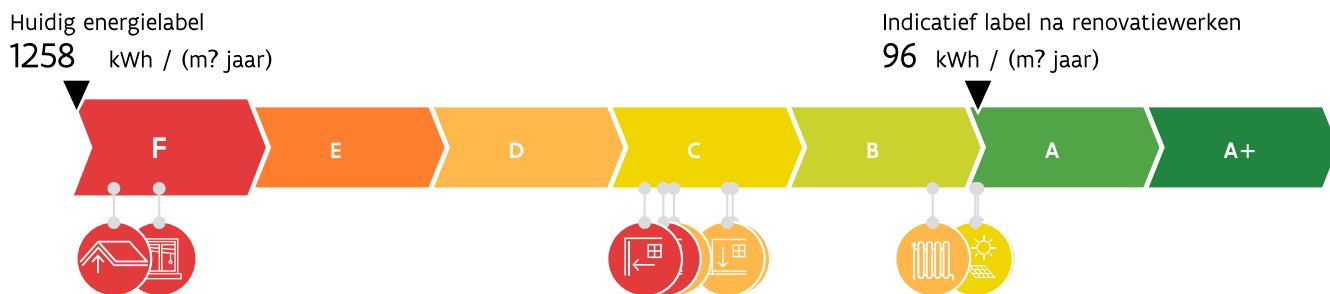 Huidig energielabel
1258 kWh / (m? jaar)
Indicatief label na renovatiewerken
96 kWh / (m? jaar)
F E D C B A A+